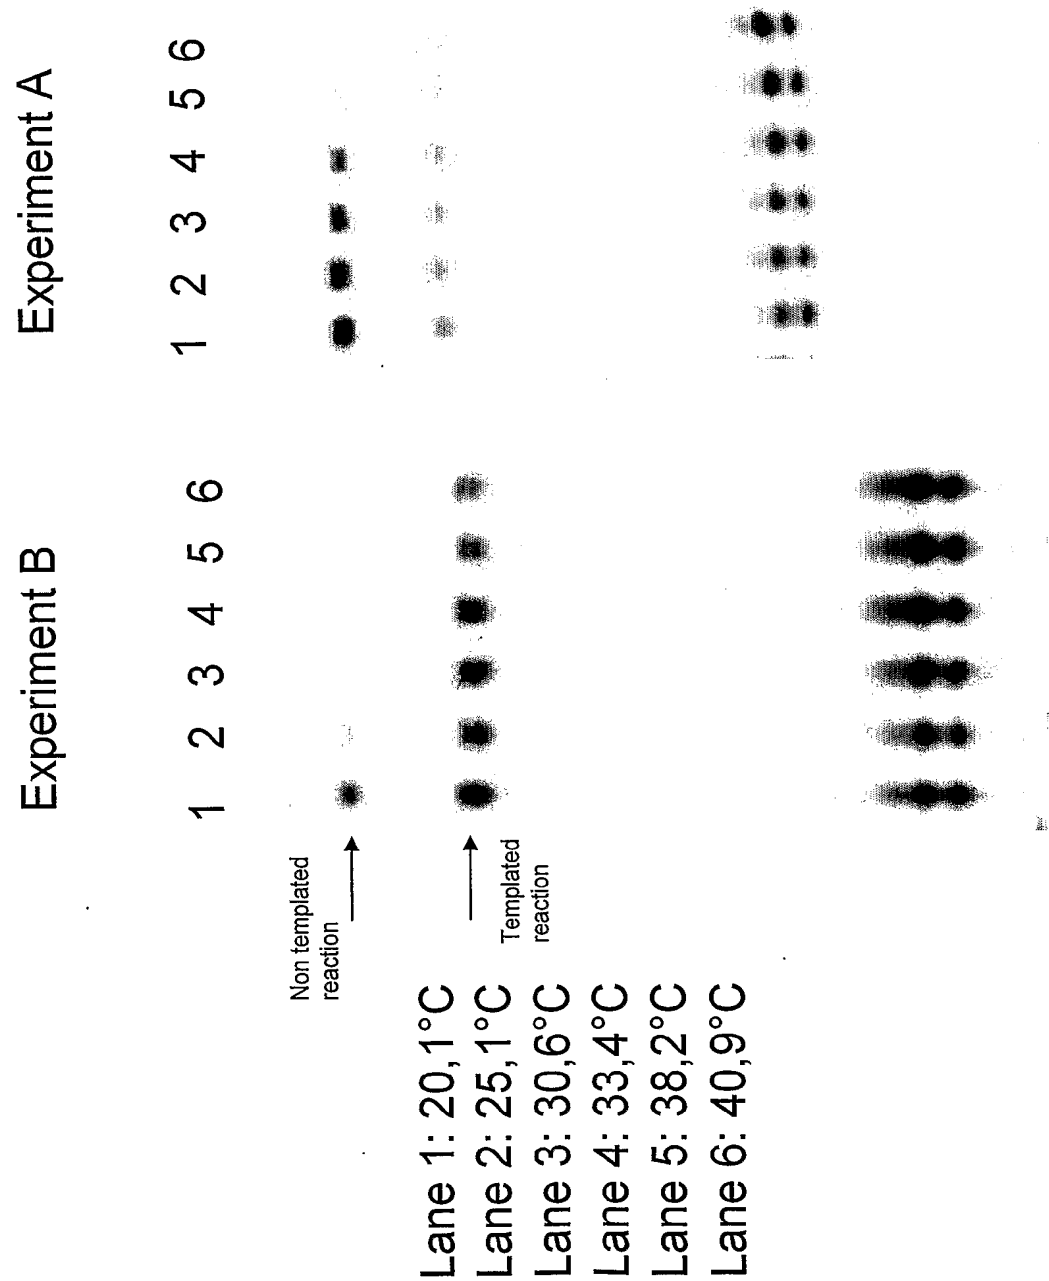 Experiment B
Experiment A
1 2 3 4 5 6
1 2 3 4 5 6
Non templated
reaction
Templated
reaction
Lane 1: 20,1°C
Lane 2: 25,1°C
Lane 3: 30,6°C
Lane 4: 33,4°C
Lane 5: 38,2°C
Lane 6: 40,9°C